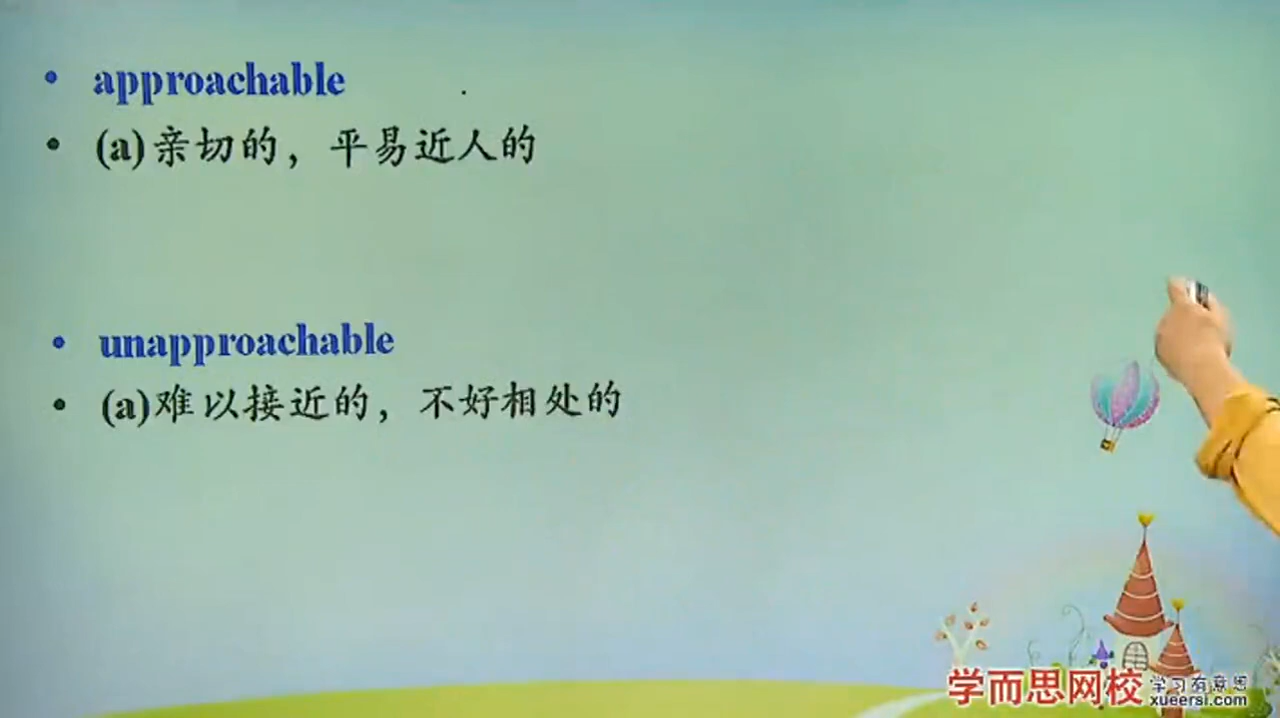 • approachable
• (a)亲切的，平易近人的
• unapproachable
• (a)难以接近的，不好相处的
学而思网校 学习有意思
xueersi.com